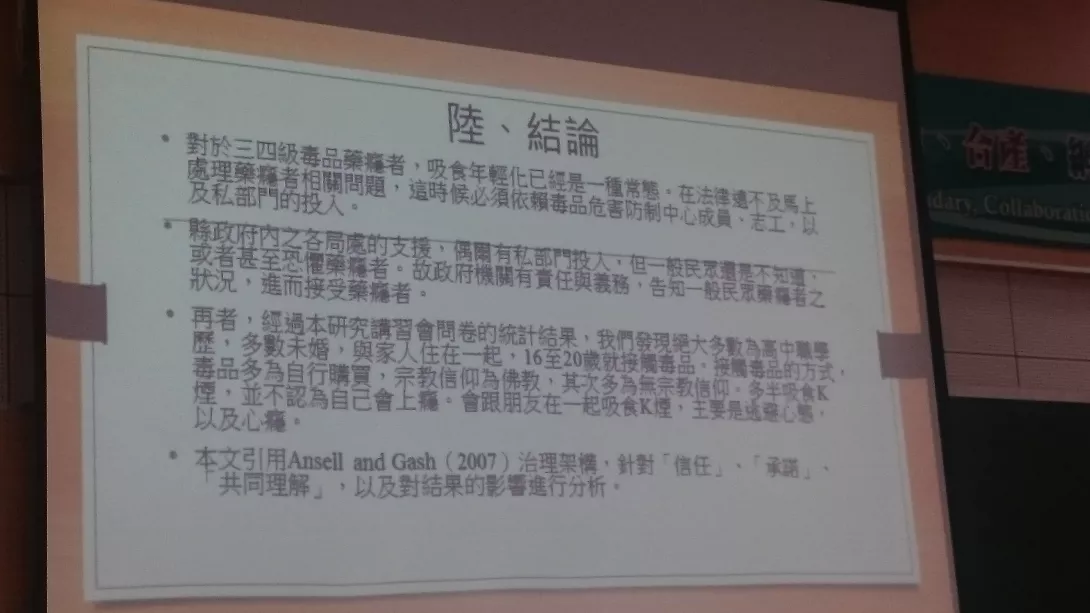 陸、結論
• 對於三四級毒品藥癮者，吸食年輕化已經是一種常態。在法律遠不及馬上
處理藥癮者相關問題，這時候必須依賴毒品危害防制中心成員、志工，以
及私部門的投入。
• 縣政府內之各局處的支援，偶爾有私部門投入，但一般民眾還是不知道，
或者甚至恐懼藥癮者。故政府機關有責任與義務，告知一般民眾藥癮者之
狀況，進而接受藥癮者。
• 再者，經過本研究講習會問卷的統計結果，我們發現絕大多數為高中職學
歷，多數未婚，與家人住在一起，16至20歲就接觸毒品，接觸毒品的方式，
毒品多為自行購買，宗教信仰為佛教，其次多為無宗教信仰。多半吸食K
煙，並不認為自己會上癮。會跟朋友在一起吸食K煙，主要是逃避心態，
以及心癮。
• 本文引用Ansell and Gash（2007）治理架構，針對「信任」、「承諾」、
「共同理解」，以及對結果的影響進行分析。
、台產、
dary, Collaborati